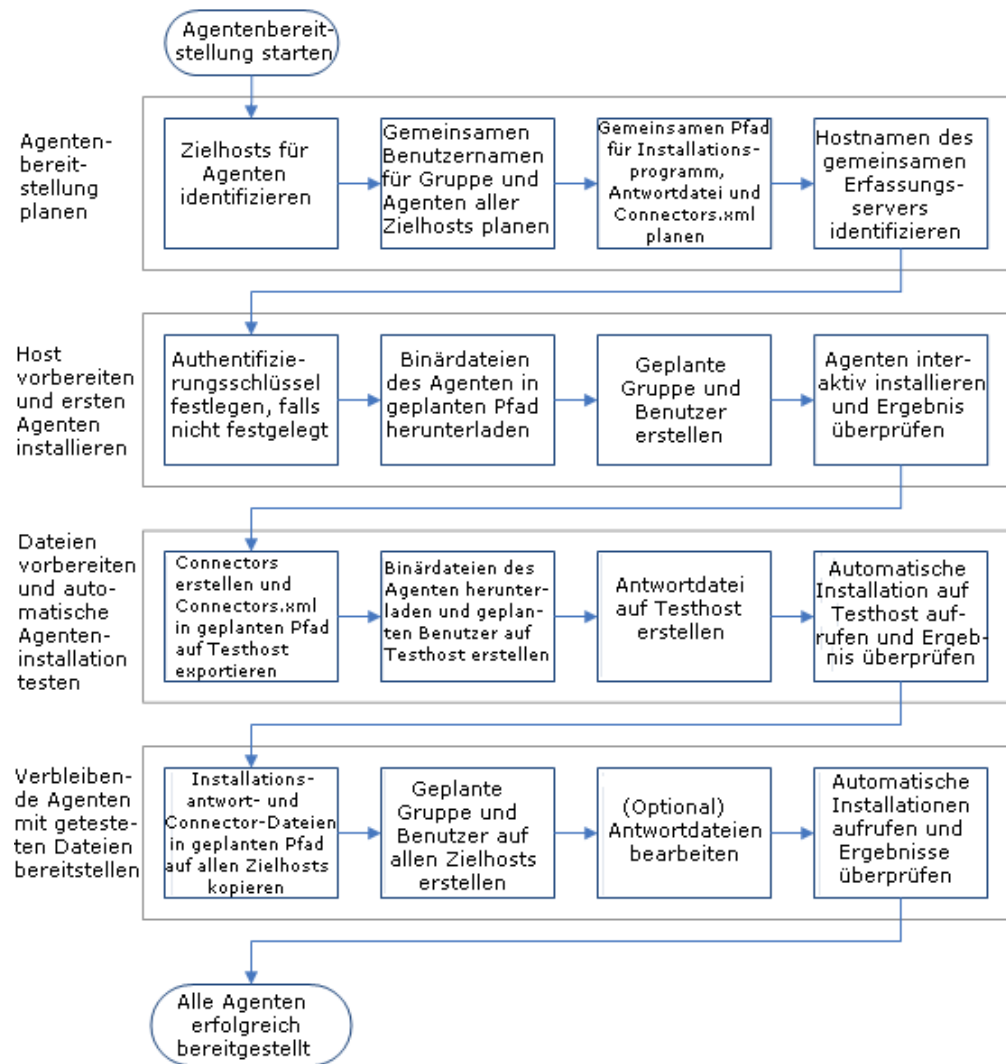 Agentenbereit-
stellung starten
Agenten-
bereit-
stellung
planen
Zielhosts für
Agenten
identifizieren
Gemeinsamen
Benutzernamen
für Gruppe und
Agenten aller
Zielhosts planen
Gemeinsamen Pfad
für Installations-
programm,
Antwortdatei und
Connectors.xml
planen
Hostnamen des
gemeinsamen
Erfassungs-
servers
identifizieren
Host
vorbereiten
und ersten
Agenten
installieren
Authentifizie-
rungsschlüssel
festlegen, falls
nicht festgelegt
Binärdateien
des Agenten in
geplanten Pfad
herunterladen
Geplante
Gruppe und
Benutzer
erstellen
Agenten inter-
aktiv installieren
und Ergebnis
überprüfen
Dateien
vorbereiten
und auto-
matische
Agenten-
installation
testen
Connectors
erstellen und
Connectors.xml
in geplanten Pfad
auf Testhost
exportieren
Binärdateien des
Agenten herunter-
laden und geplan-
ten Benutzer auf
Testhost erstellen
Antwortdatei
auf Testhost
erstellen
Automatische
Installation auf
Testhost auf-
rufen und Ergeb-
nis überprüfen
Verbleiben-
de Agenten
mit geteste-
ten Dateien
bereitstellen
Installations-
antwort- und
Connector-Dateien
in geplanten Pfad
auf allen Zielhosts
kopieren
Geplante
Gruppe und
Benutzer auf
allen Zielhosts
erstellen
(Optional)
Antwortdateien
bearbeiten
Automatische
Installationen
aufrufen und
Ergebnisse
überprüfen
Alle Agenten
erfolgreich
bereitgestellt